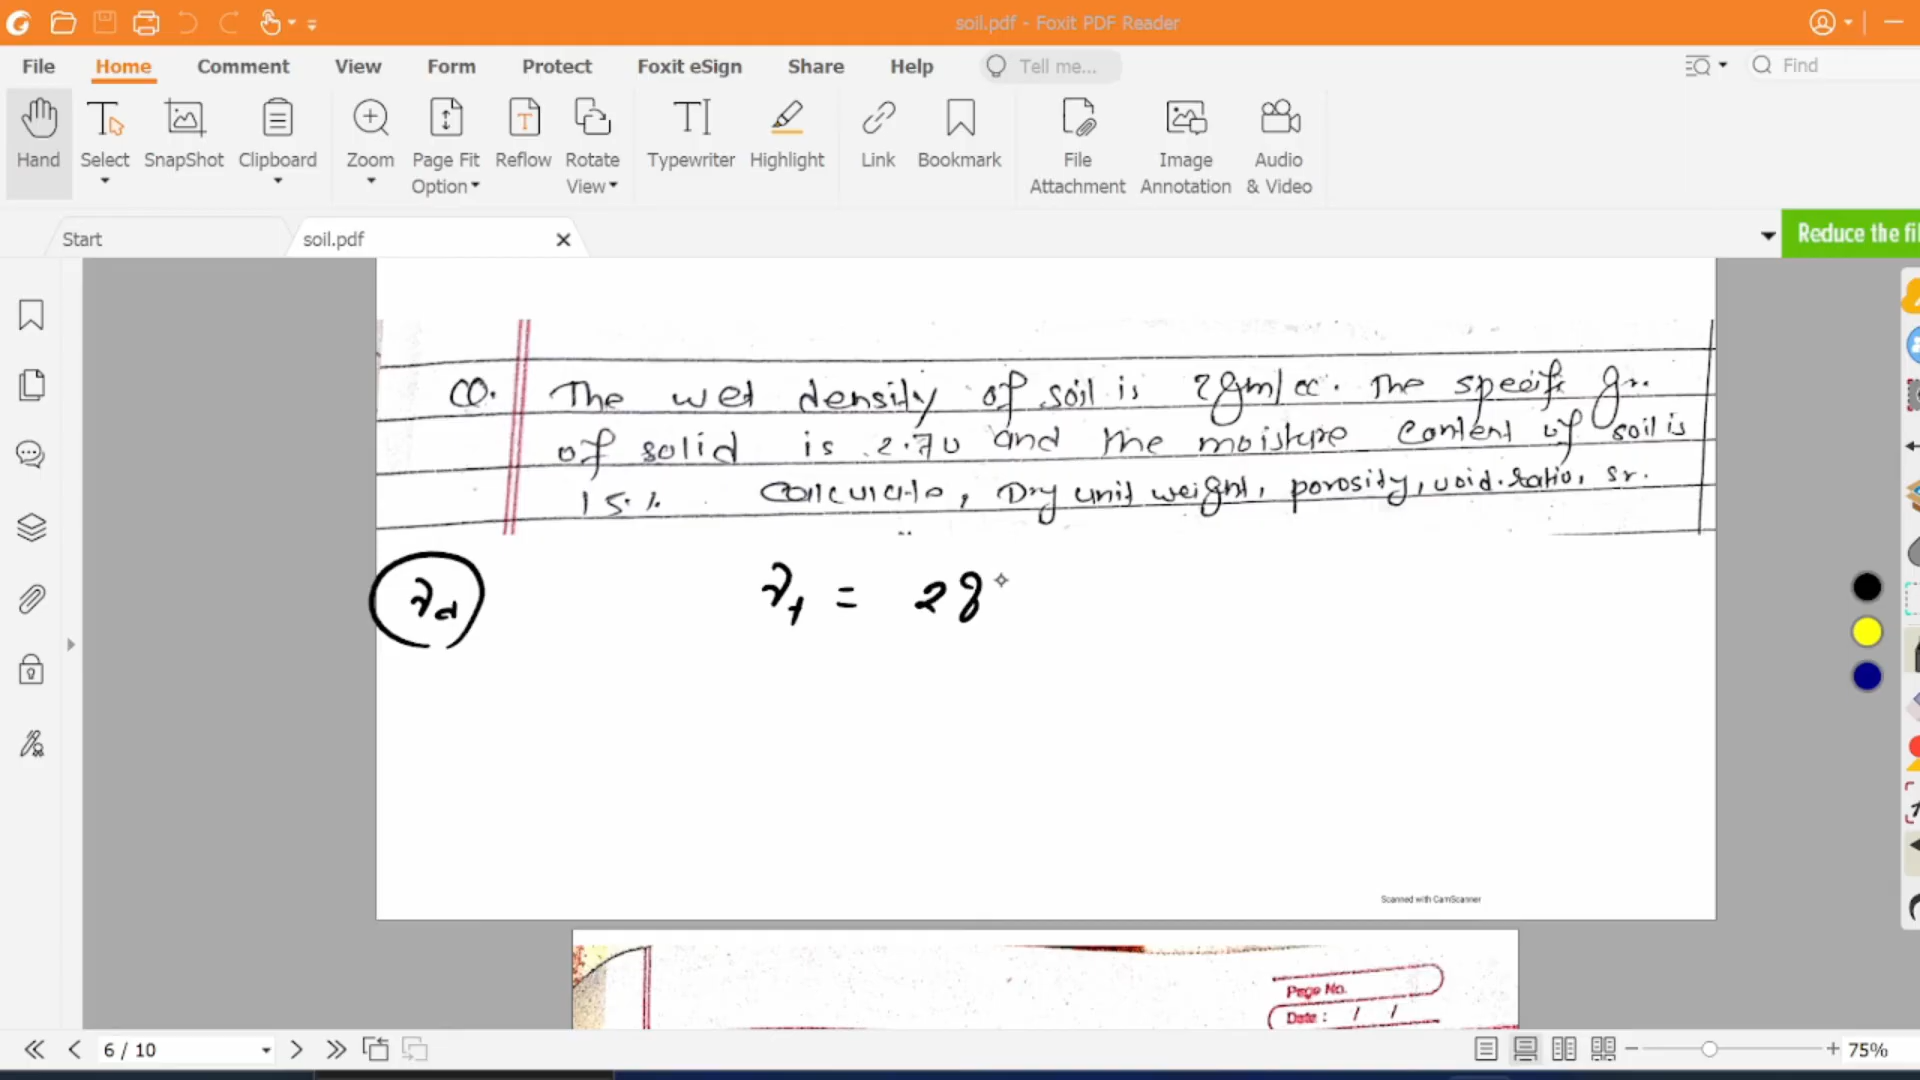 soil.pdf - Foxit PDF Reader
File Home Comment View Form Protect Foxit eSign Share Help Tell me... Find
Hand Select SnapShot Clipboard Zoom Page Fit Option Reflow Rotate View Typewriter Highlight Link Bookmark File Attachment Image Annotation Audio & Video
Start soil.pdf Reduce the fil
Q. The wet density of soil is 2gm/cc. The specific gr.
of solid is 2.70 and the moisture content of soil is
15.% Calculate, Dry unit weight, porosity, void ratio, sr.
γd γt = 2g
Scanned with CamScanner
Page No.
Date : / /
6 / 10 75%